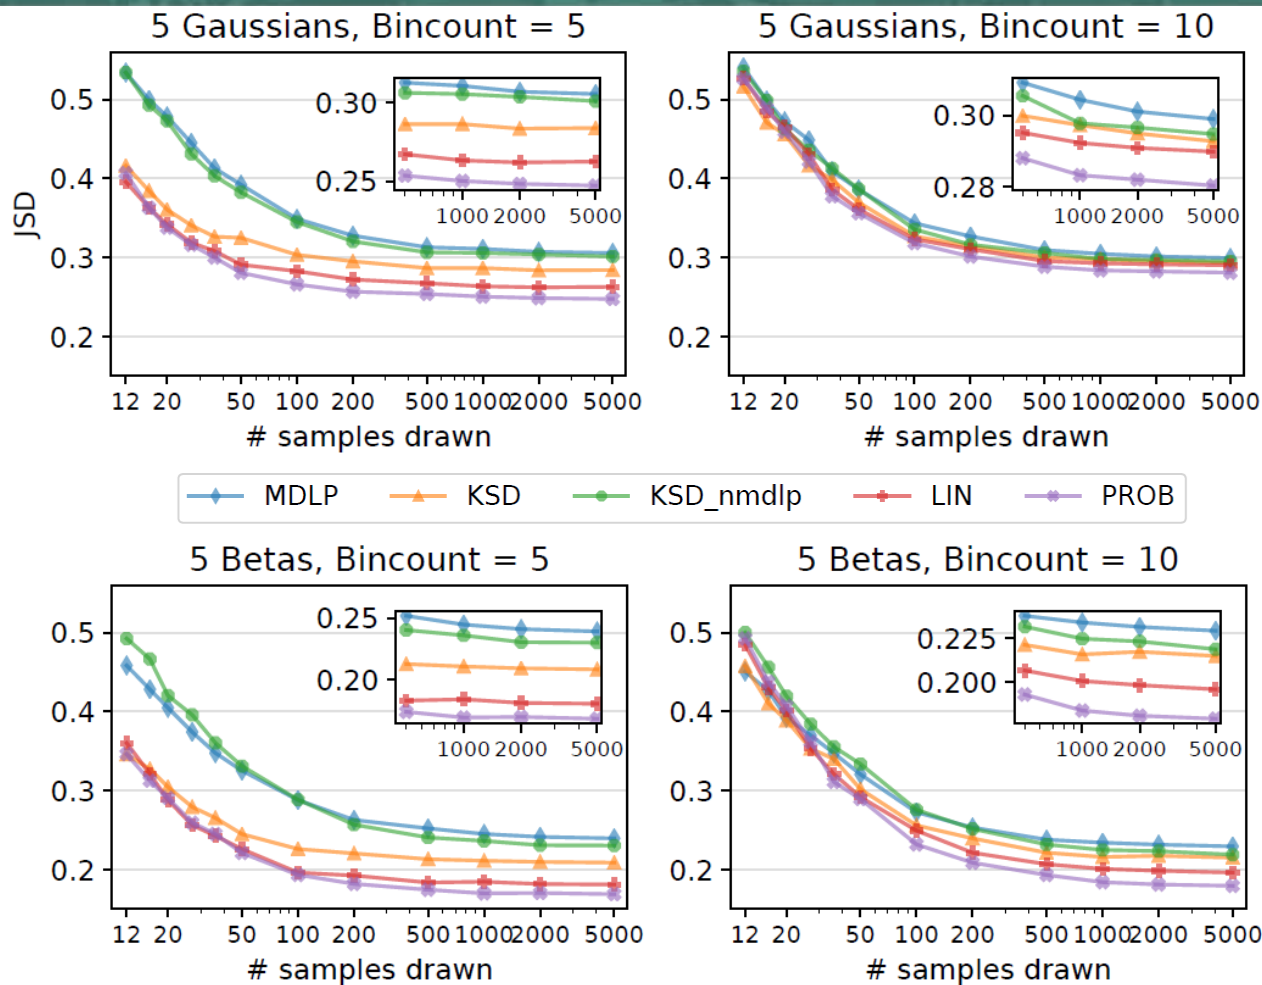 5 Gaussians, Bincount = 5
5 Gaussians, Bincount = 10
JSD
0.5
0.4
0.3
0.2
0.30
0.25
1000 2000 5000
12 20 50 100 200 500 1000 2000 5000
# samples drawn
0.5
0.4
0.3
0.2
0.30
0.28
1000 2000 5000
12 20 50 100 200 500 1000 2000 5000
# samples drawn
MDLP KSD KSD_nmdlp LIN PROB
5 Betas, Bincount = 5
5 Betas, Bincount = 10
0.5
0.4
0.3
0.2
0.25
0.20
1000 2000 5000
12 20 50 100 200 500 1000 2000 5000
# samples drawn
0.5
0.4
0.3
0.2
0.225
0.200
1000 2000 5000
12 20 50 100 200 500 1000 2000 5000
# samples drawn